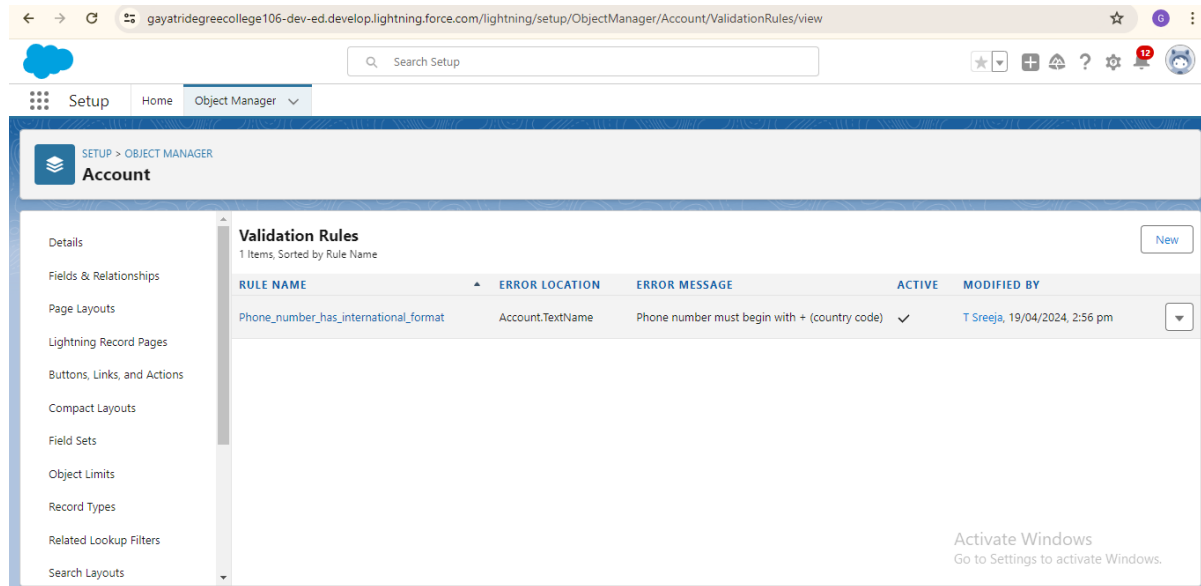 gayatridegreecollege106-dev-ed.develop.lightning.force.com/lightning/setup/ObjectManager/Account/ValidationRules/view
G
Search Setup
12
Setup
Home
Object Manager
SETUP > OBJECT MANAGER
Account
Details
Fields & Relationships
Page Layouts
Lightning Record Pages
Buttons, Links, and Actions
Compact Layouts
Field Sets
Object Limits
Record Types
Related Lookup Filters
Search Layouts
Validation Rules
1 Items, Sorted by Rule Name
New
RULE NAME ERROR LOCATION ERROR MESSAGE ACTIVE MODIFIED BY
Phone_number_has_international_format Account.TextName Phone number must begin with + (country code) T Sreeja, 19/04/2024, 2:56 pm
Activate Windows
Go to Settings to activate Windows.